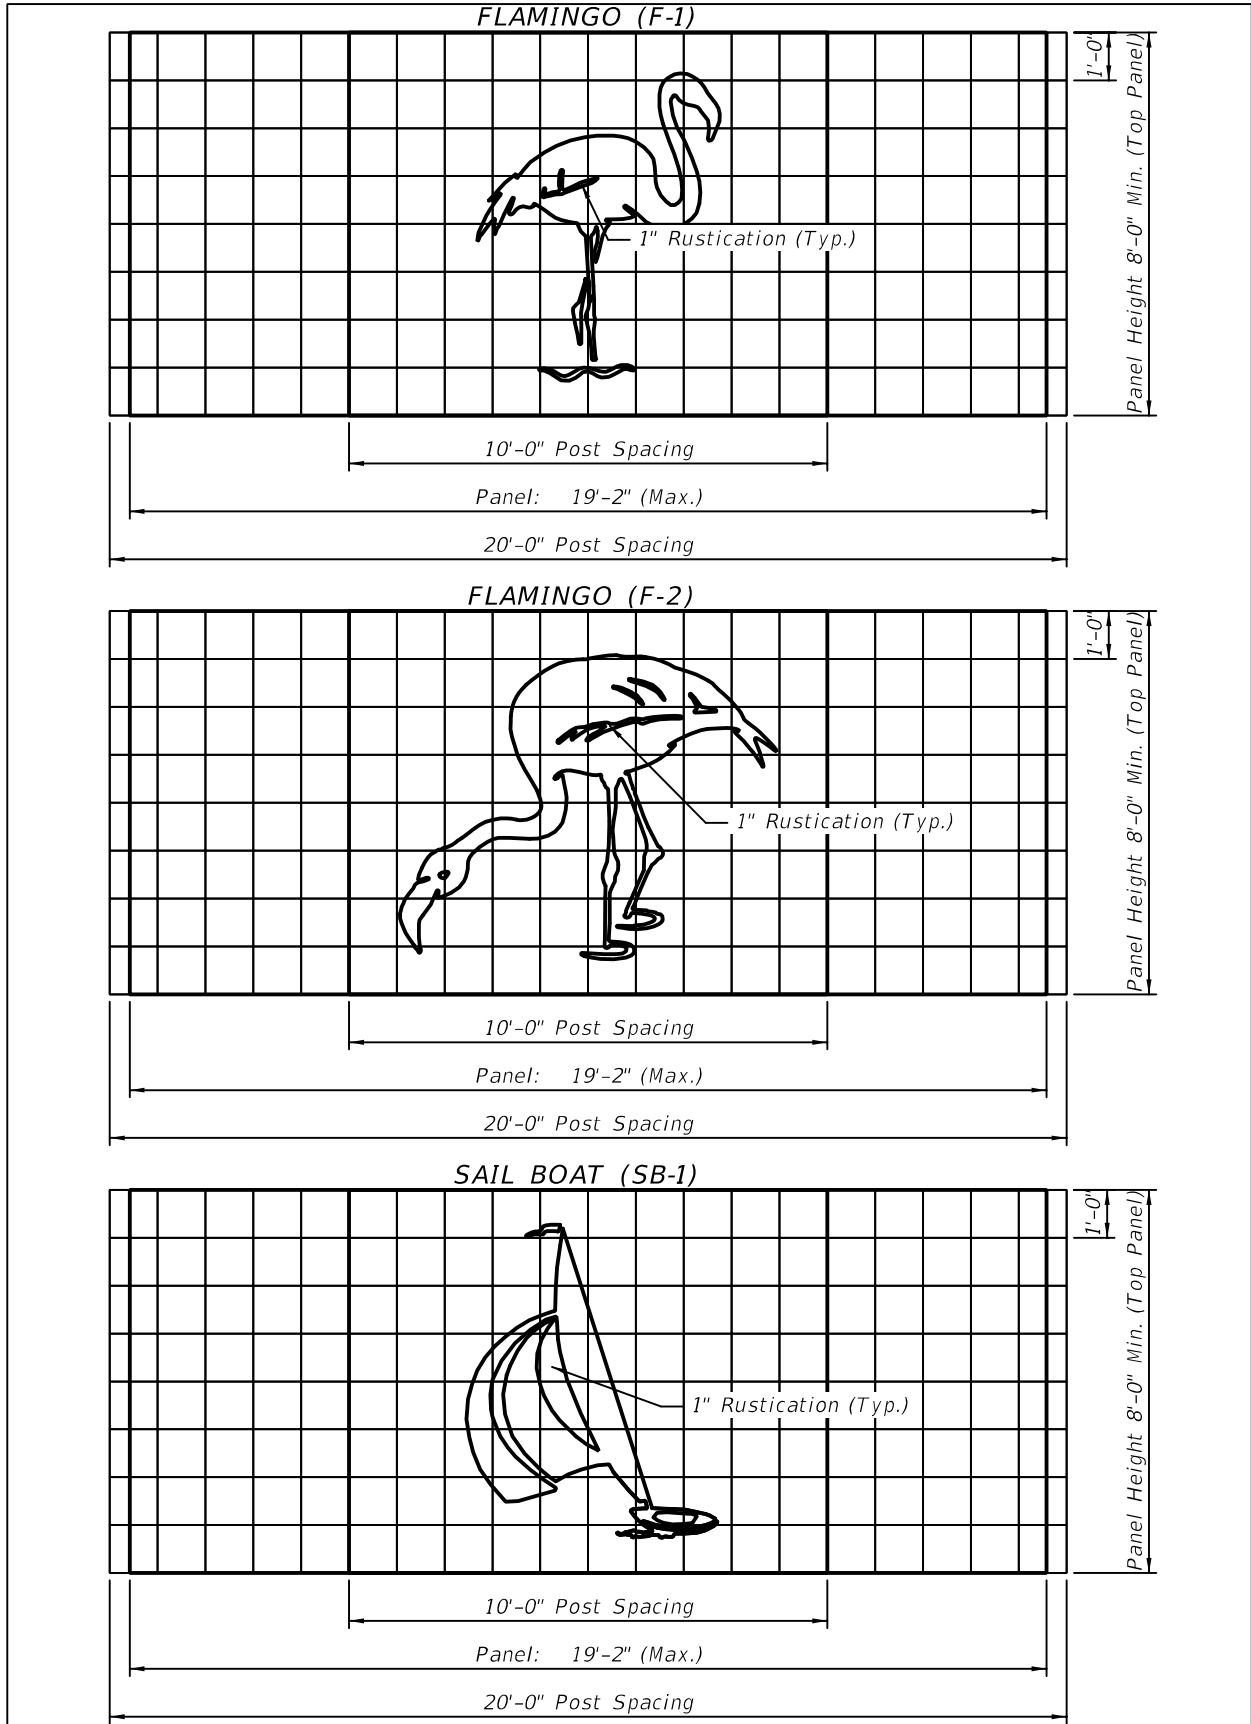 FLAMINGO (F-1)
1'-0"
Panel Height 8'-0" Min. (Top Panel)
1" Rustication (Typ.)
10'-0" Post Spacing
Panel: 19'-2" (Max.)
20'-0" Post Spacing
FLAMINGO (F-2)
1'-0"
Panel Height 8'-0" Min. (Top Panel)
1" Rustication (Typ.)
10'-0" Post Spacing
Panel: 19'-2" (Max.)
20'-0" Post Spacing
SAIL BOAT (SB-1)
1'-0"
Panel Height 8'-0" Min. (Top Panel)
1" Rustication (Typ.)
10'-0" Post Spacing
Panel: 19'-2" (Max.)
20'-0" Post Spacing